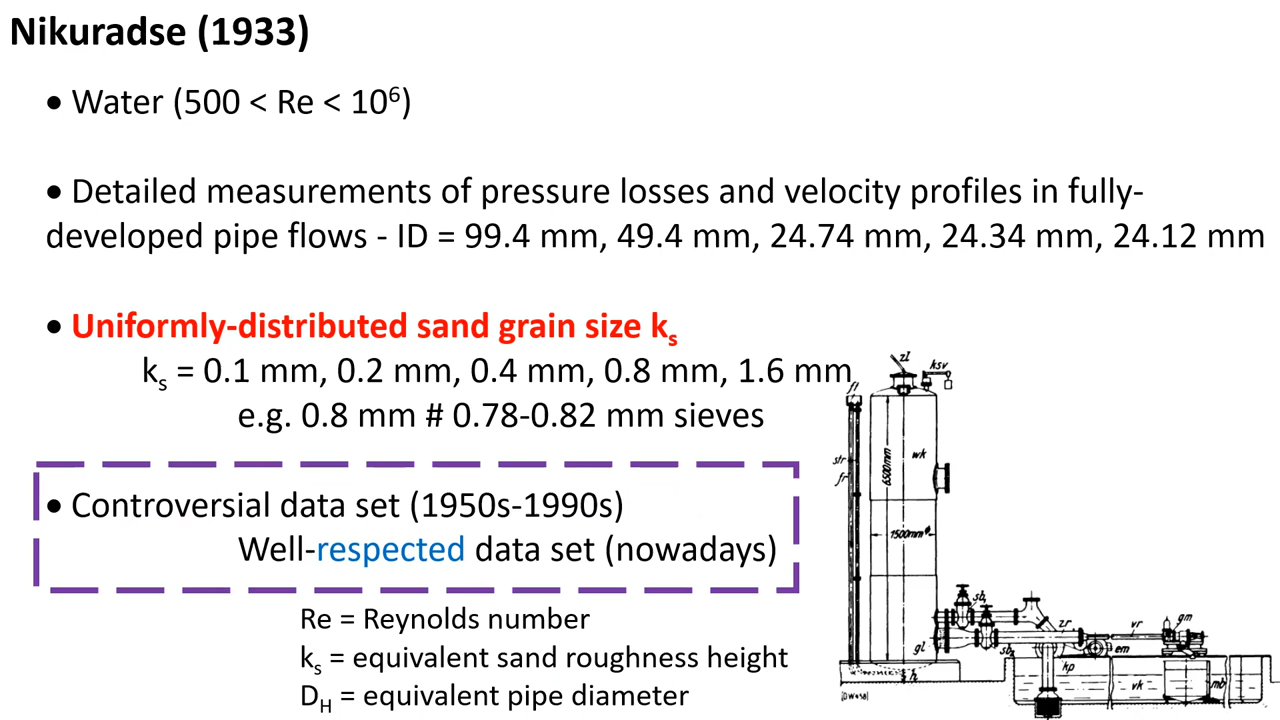 Nikuradse (1933)
• Water (500 < Re < 10⁶)
• Detailed measurements of pressure losses and velocity profiles in fully-
developed pipe flows - ID = 99.4 mm, 49.4 mm, 24.74 mm, 24.34 mm, 24.12 mm
• Uniformly-distributed sand grain size kₛ
kₛ = 0.1 mm, 0.2 mm, 0.4 mm, 0.8 mm, 1.6 mm
e.g. 0.8 mm # 0.78-0.82 mm sieves
• Controversial data set (1950s-1990s)
Well-respected data set (nowadays)
Re = Reynolds number
kₛ = equivalent sand roughness height
D_H = equivalent pipe diameter
zl
ksv
fl
str
fr
6500mm
wk
1500mm
sb₁
zr
vr
gm
gl
sb₂
em
kp
vk
mb
h